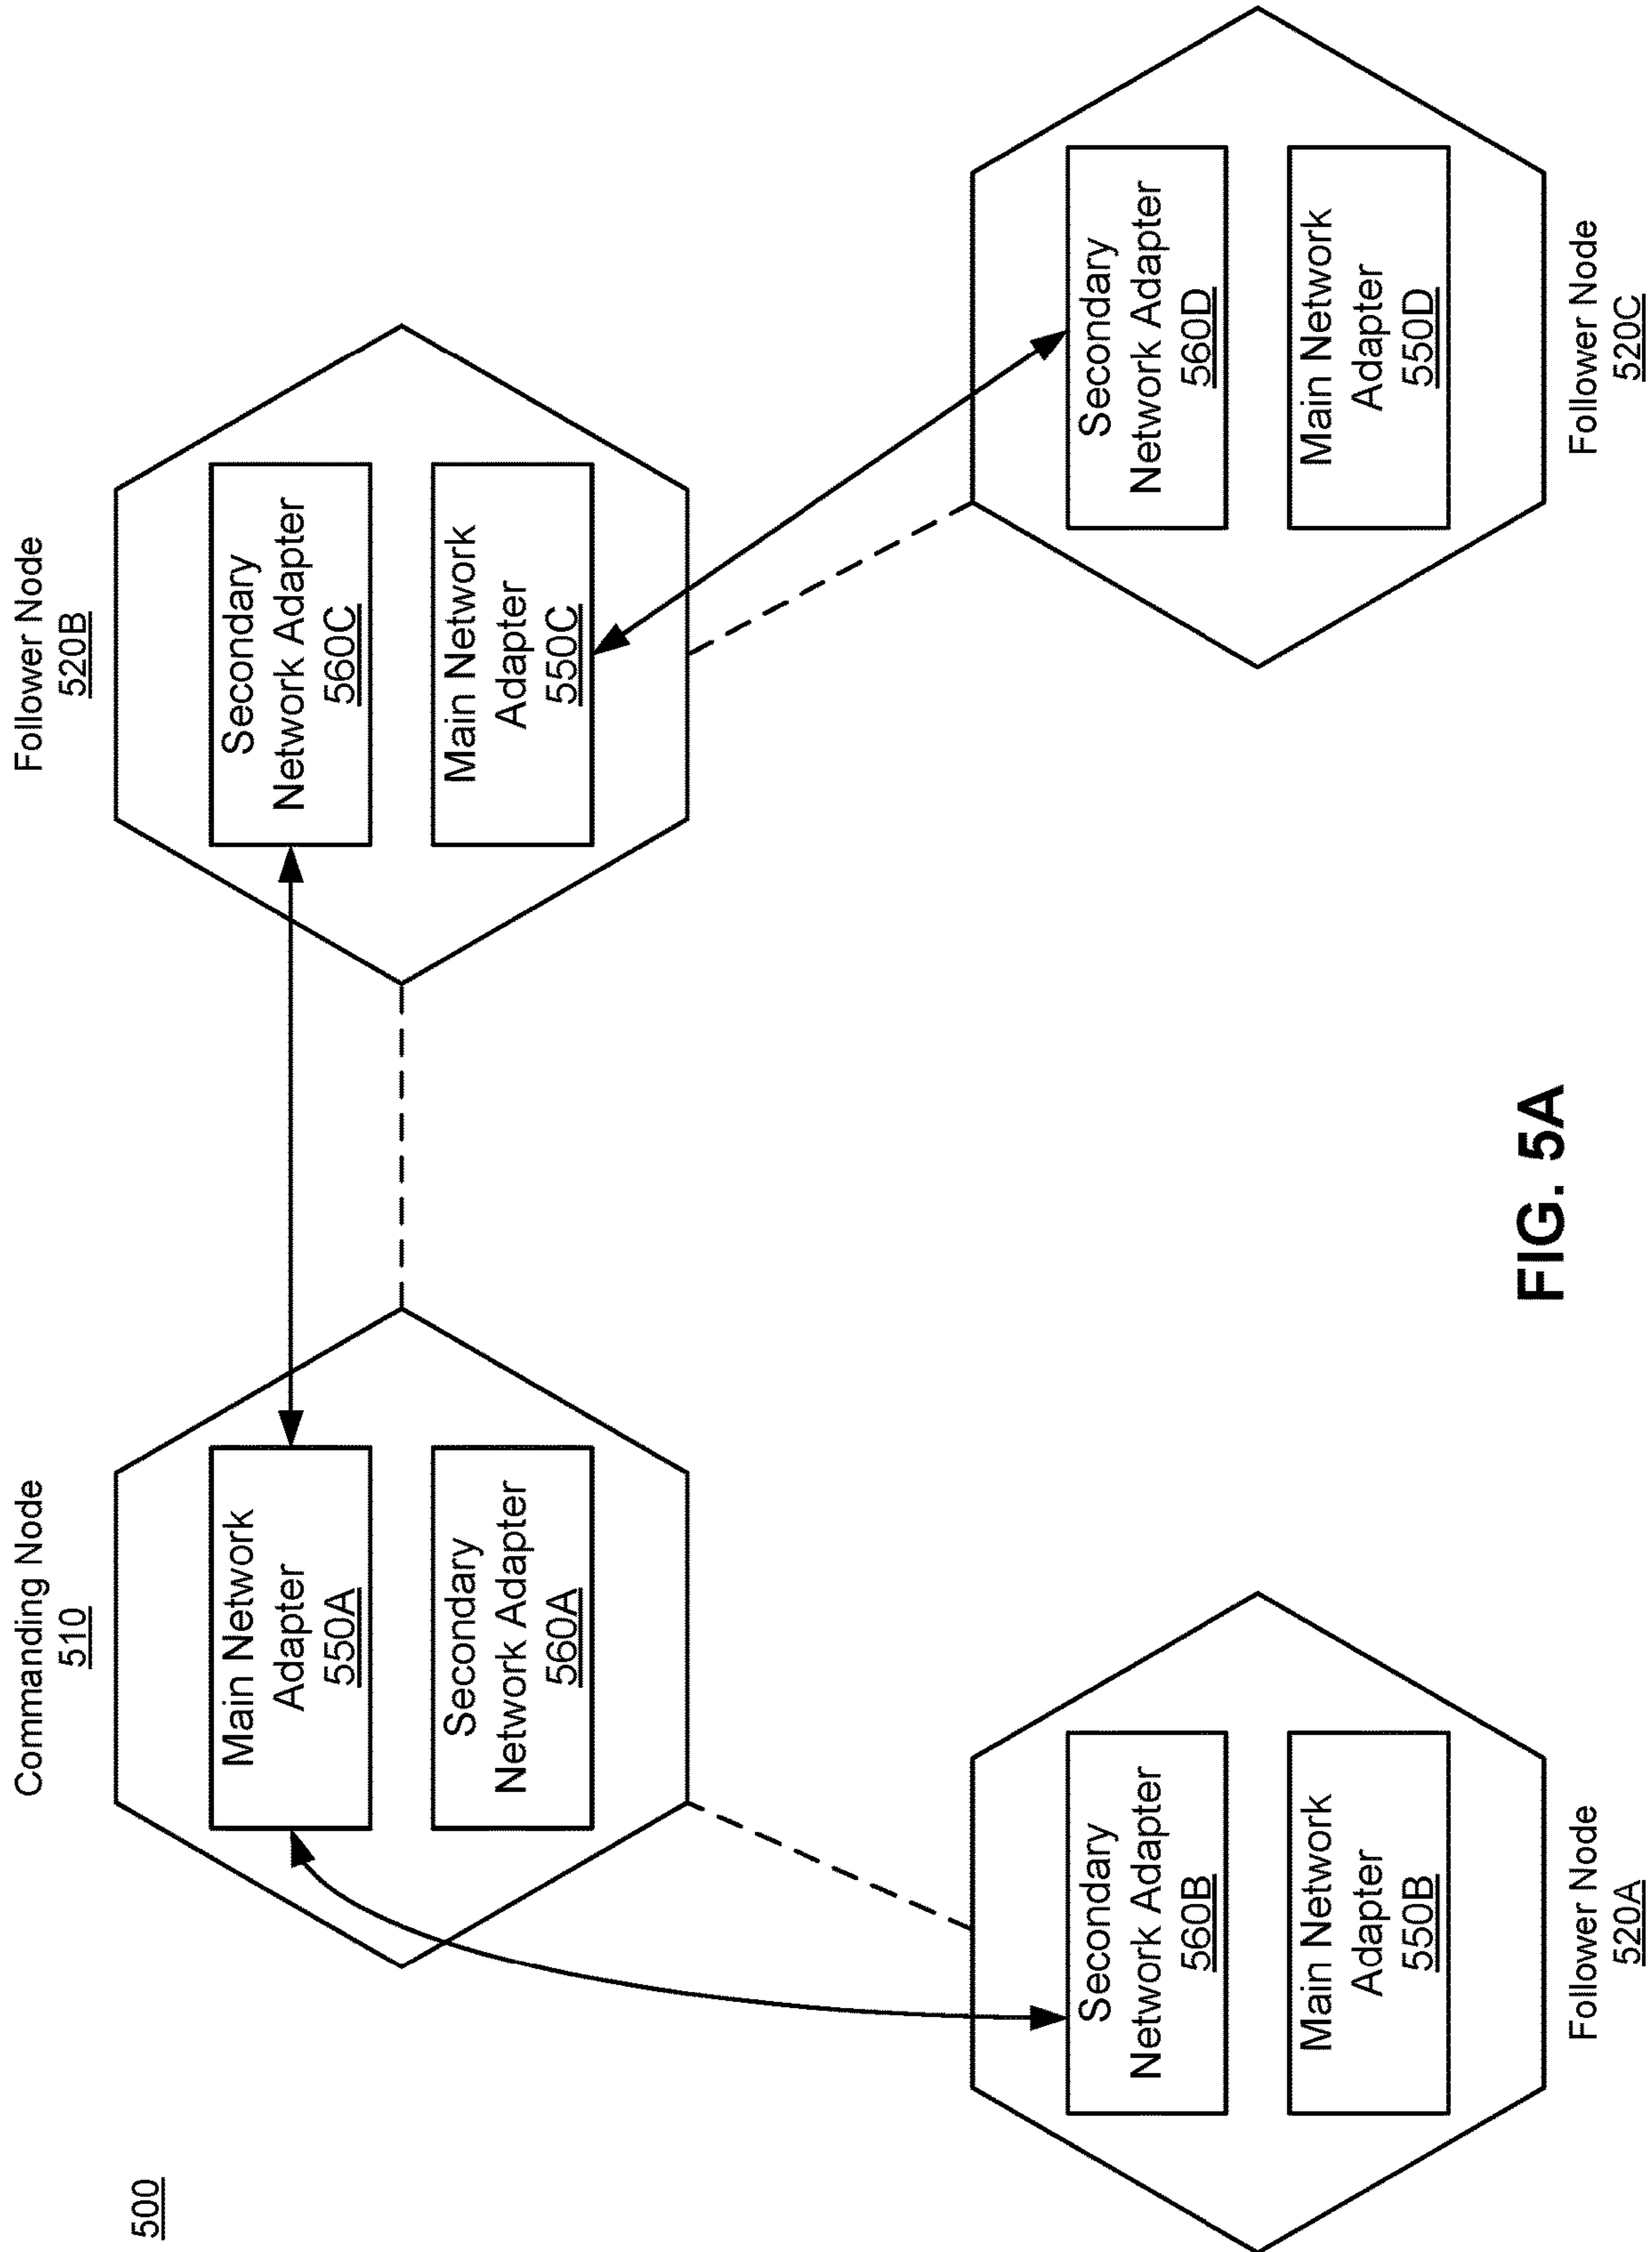 500
Commanding Node
510
Main Network
Adapter
550A
Secondary
Network Adapter
560A
Follower Node
520B
Secondary
Network Adapter
560C
Main Network
Adapter
550C
Secondary
Network Adapter
560B
Main Network
Adapter
550B
Follower Node
520A
Secondary
Network Adapter
560D
Main Network
Adapter
550D
Follower Node
520C
FIG. 5A